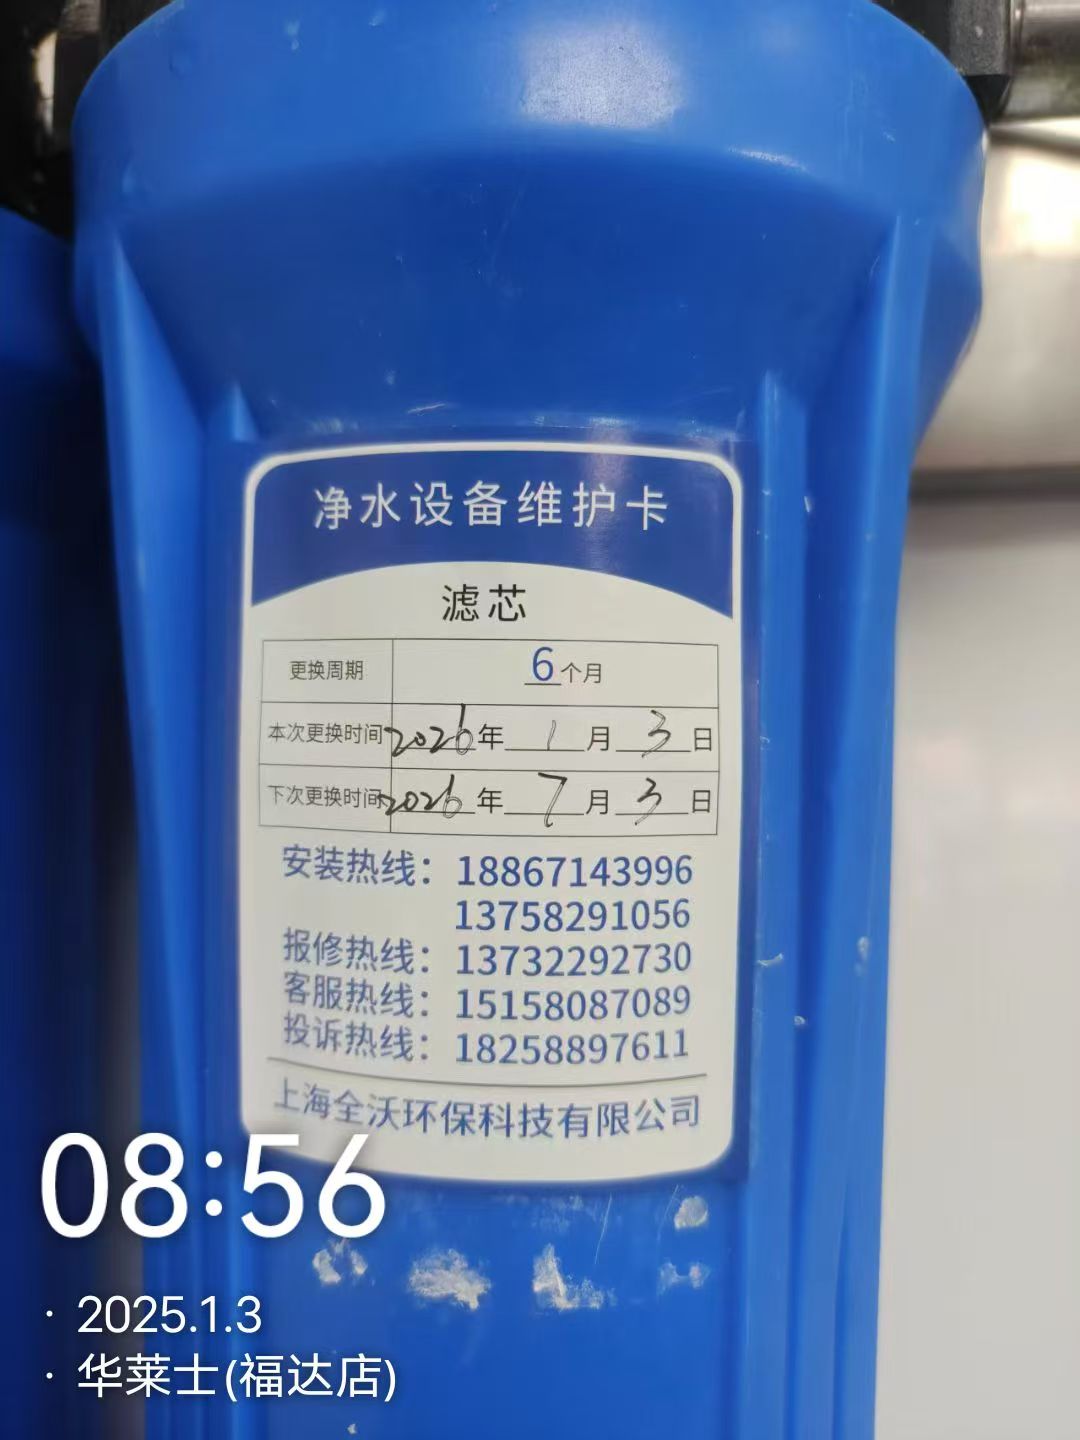 净水设备维护卡
滤芯
更换周期 6个月
本次更换时间 2026年 1 月 3 日
下次更换时间 2026年 7 月 3 日
安装热线：18867143996
13758291056
报修热线：13732292730
客服热线：15158087089
投诉热线：18258897611
上海全沃环保科技有限公司
08:56
· 2025.1.3
· 华莱士(福达店)